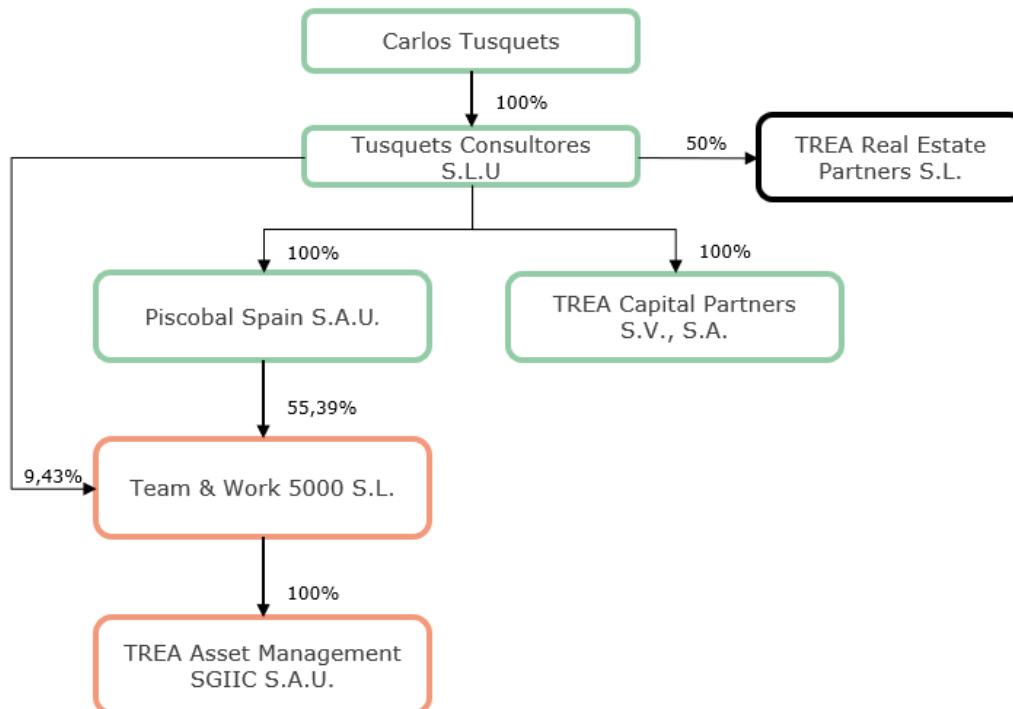 Carlos Tusquets
100%
Tusquets Consultores
S.L.U
50%
TREA Real Estate
Partners S.L.
100%
100%
Piscobal Spain S.A.U.
TREA Capital Partners
S.V., S.A.
55,39%
9,43%
Team & Work 5000 S.L.
100%
TREA Asset Management
SGIIC S.A.U.